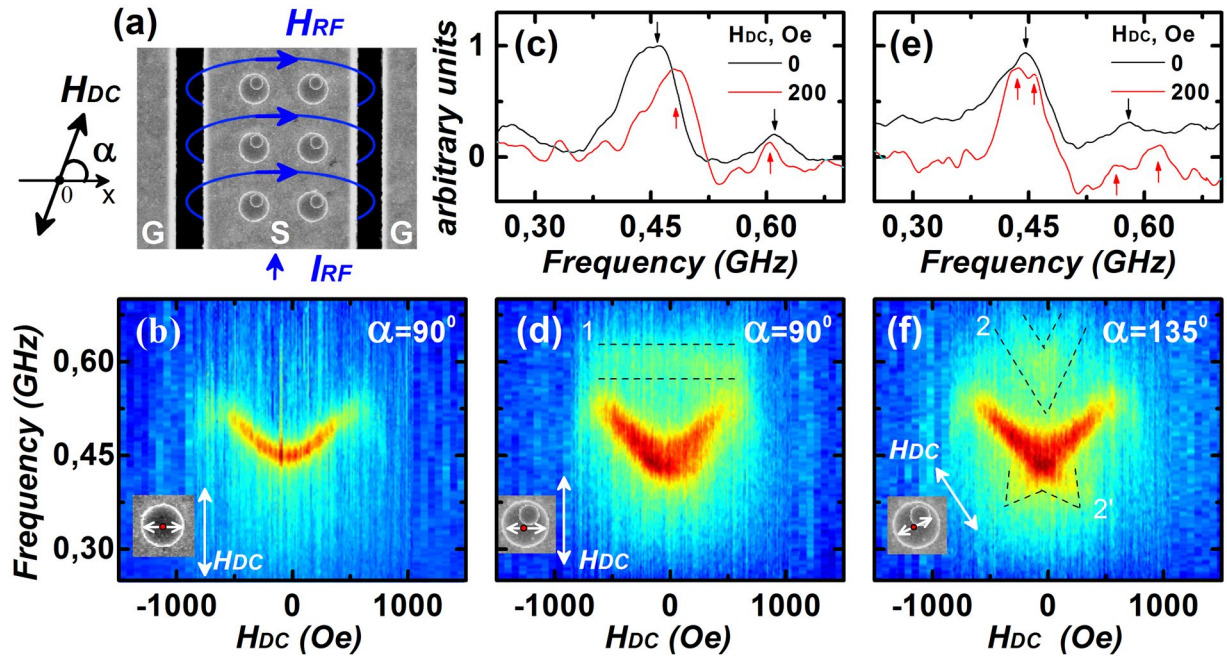 (a)
HRF
HDC
α
0
x
G
S
G
IRF
arbitrary units
1
0
(c)
HDC, Oe
0
200
0,30
0,45
0,60
Frequency (GHz)
(e)
HDC, Oe
0
200
0,30
0,45
0,60
Frequency (GHz)
Frequency (GHz)
0,60
0,45
0,30
(b)
α=90⁰
HDC
-1000
0
1000
HDC (Oe)
(d)
1
α=90⁰
HDC
-1000
0
1000
HDC (Oe)
(f)
2
α=135⁰
HDC
2'
-1000
0
1000
HDC (Oe)